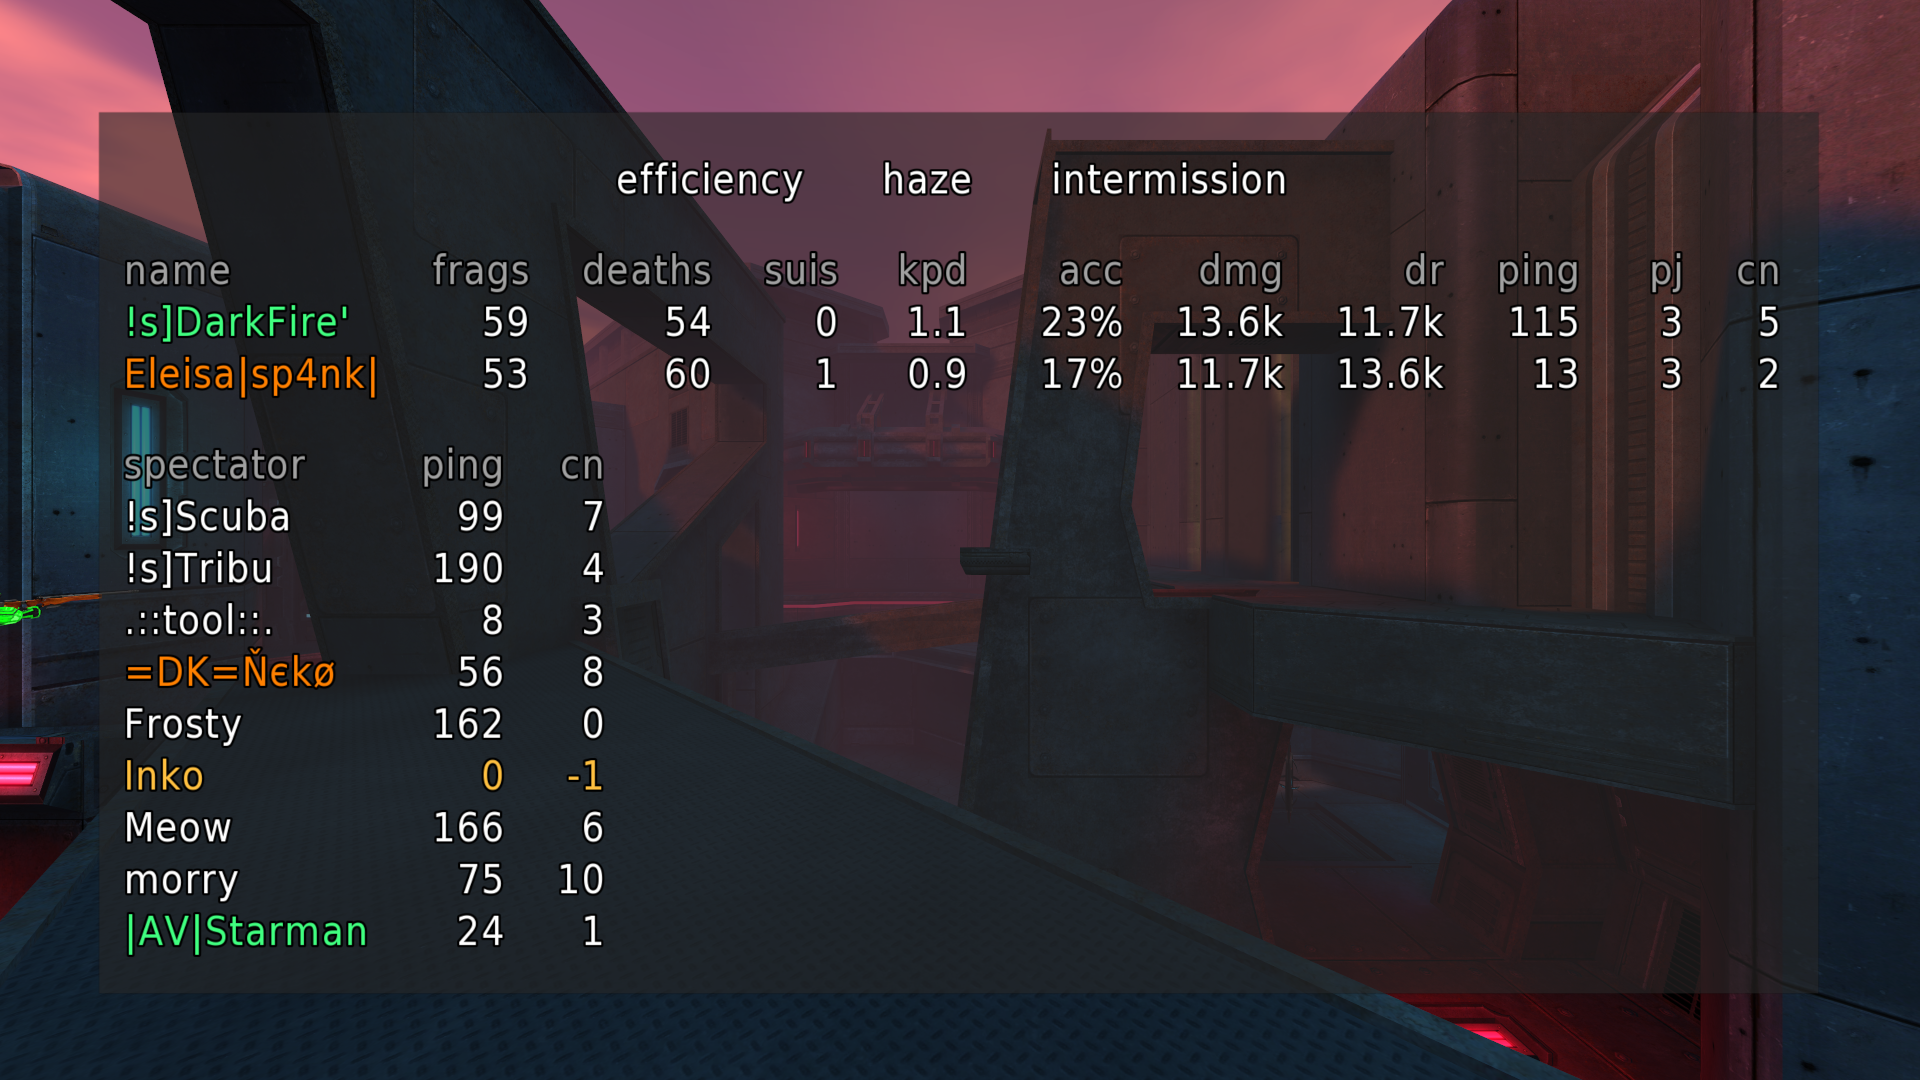 efficiency haze intermission
name frags deaths suis kpd acc dmg dr ping pj cn
!s]DarkFire' 59 54 0 1.1 23% 13.6k 11.7k 115 3 5
Eleisa|sp4nk| 53 60 1 0.9 17% 11.7k 13.6k 13 3 2
spectator ping cn
!s]Scuba 99 7
!s]Tribu 190 4
.::tool::. 8 3
=DK=Ňєkø 56 8
Frosty 162 0
Inko 0 -1
Meow 166 6
morry 75 10
|AV|Starman 24 1